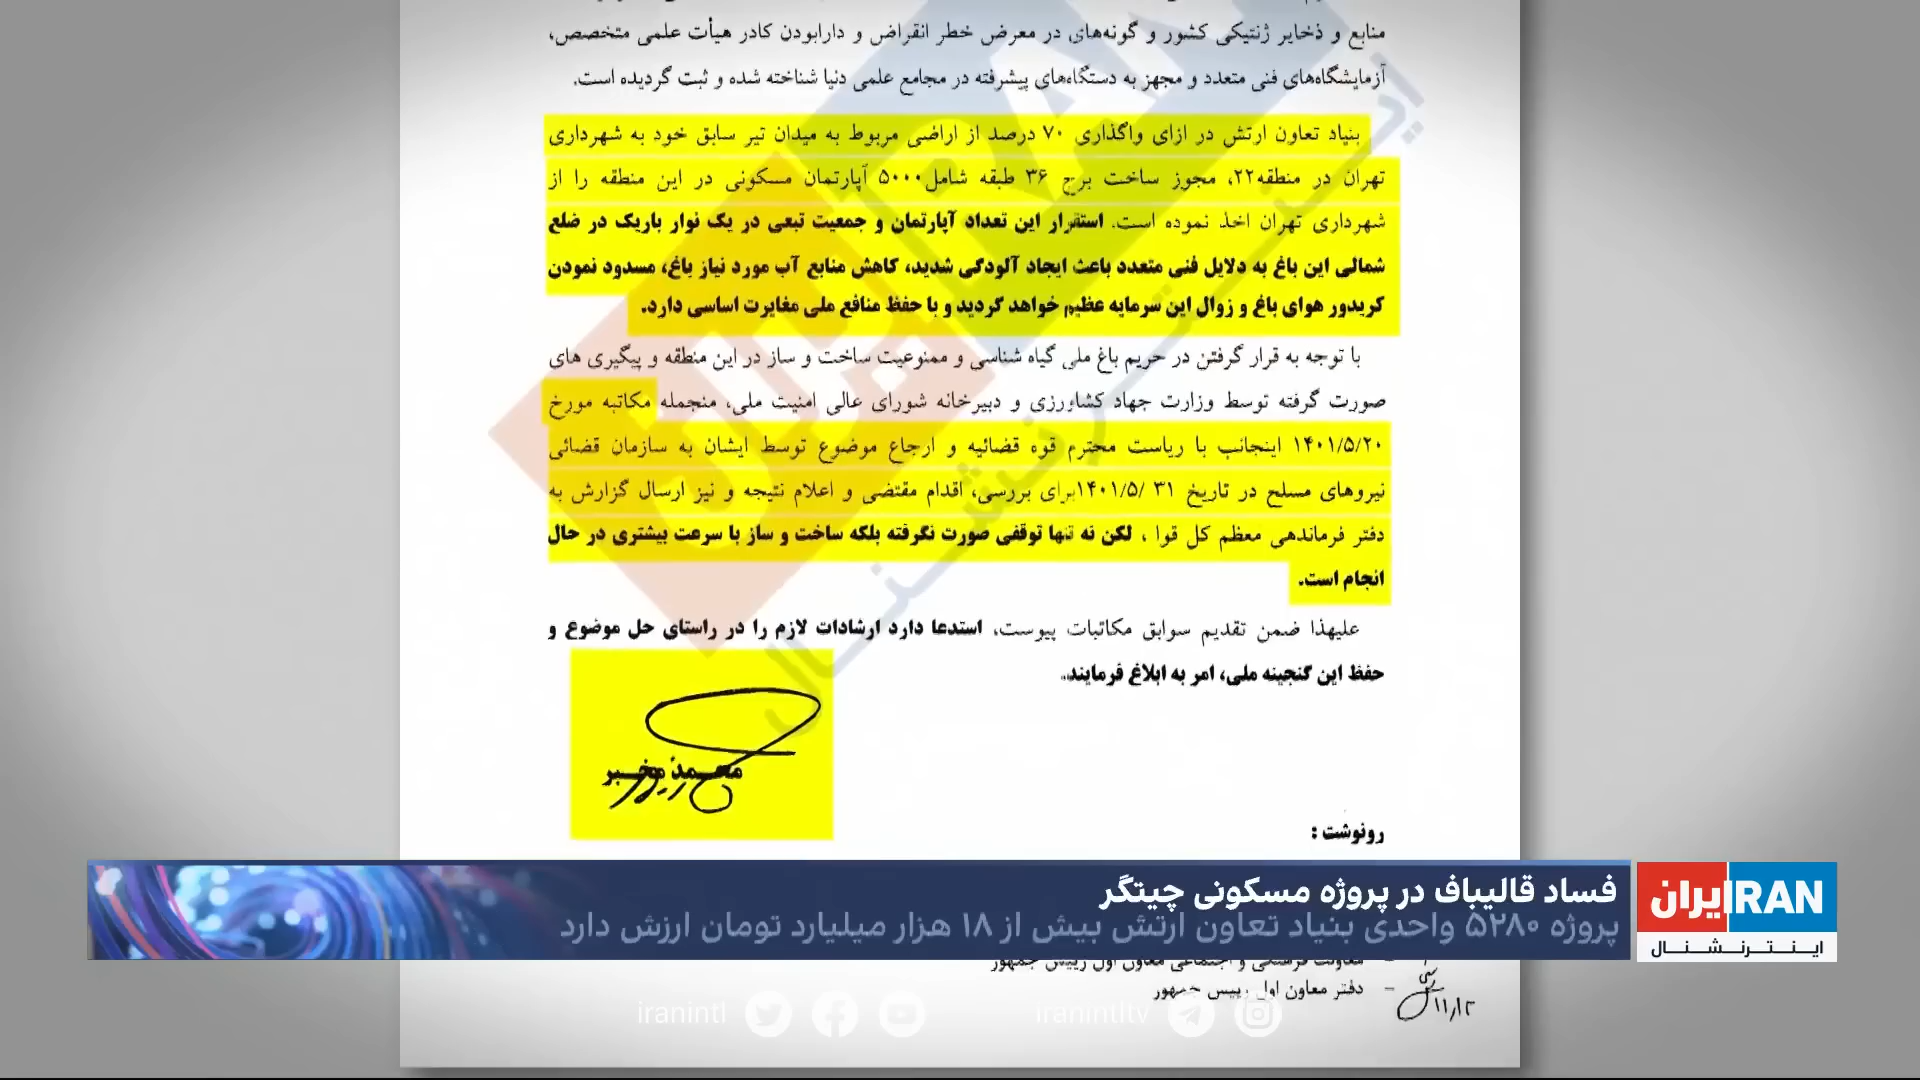 منابع و ذخایر ژنتیکی کشور و گونه‌های در معرض خطر انقراض و دارابودن کادر هیأت علمی متخصص،
آزمایشگاه‌های فنی متعدد و مجهز به دستگاه‌های پیشرفته در مجامع علمی دنیا شناخته شده و ثبت گردیده است.
بنیاد تعاون ارتش در ازای واگذاری ۷۰ درصد از اراضی مربوط به میدان تیر سابق خود به شهرداری
تهران در منطقه۲۲، مجوز ساخت برج ۳۶ طبقه شامل۵۰۰۰ آپارتمان مسکونی در این منطقه را از
شهرداری تهران اخذ نموده است. استقرار این تعداد آپارتمان و جمعیت تبعی در یک نوار باریک در ضلع
شمالی این باغ به دلایل فنی متعدد باعث ایجاد آلودگی شدید، کاهش منابع آب مورد نیاز باغ، مسدود نمودن
کریدور هوای باغ و زوال این سرمایه عظیم خواهد گردید و با حفظ منافع ملی مغایرت اساسی دارد.
با توجه به قرار گرفتن در حریم باغ ملی گیاه شناسی و ممنوعیت ساخت و ساز در این منطقه و پیگیری های
صورت گرفته توسط وزارت جهاد کشاورزی و دبیرخانه شورای عالی امنیت ملی، منجمله مکاتبه مورخ
۱۴۰۱/۵/۲۰ اینجانب با ریاست محترم قوه قضائیه و ارجاع موضوع توسط ایشان به سازمان قضائی
نیروهای مسلح در تاریخ ۳۱ /۱۴۰۱/۵برای بررسی، اقدام مقتضی و اعلام نتیجه و نیز ارسال گزارش به
دفتر فرماندهی معظم کل قوا ، لکن نه تنها توقفی صورت نگرفته بلکه ساخت و ساز با سرعت بیشتری در حال
انجام است.
علیهذا ضمن تقدیم سوابق مکاتبات پیوست، استدعا دارد ارشادات لازم را در راستای حل موضوع و
حفظ این گنجینه ملی، امر به ابلاغ فرمایند.
محمد مخبر
رونوشت :
فساد قالیباف در پروژه مسکونی چیتگر
پروژه ۵۲۸۰ واحدی بنیاد تعاون ارتش بیش از ۱۸ هزار میلیارد تومان ارزش دارد
ایران IRAN
اینترنشنال
معاونت فرهنگی و اجتماعی معاون اول رییس جمهور
- دفتر معاون اول رییس جمهور
۱۱/۱۲
iranintl
iranintltv